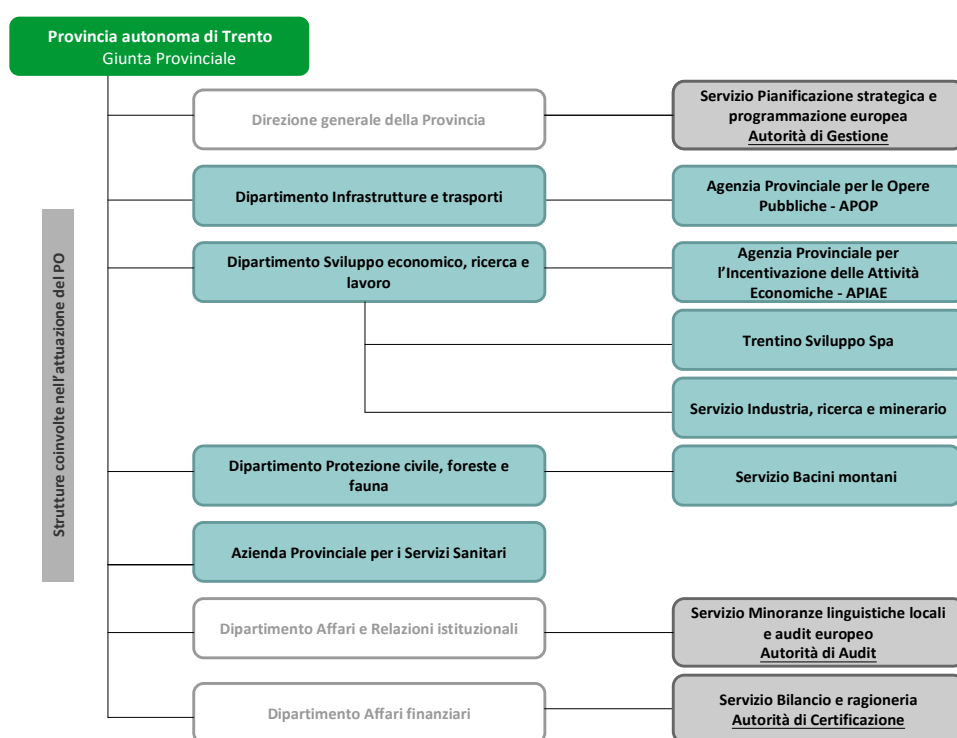 Provincia autonoma di Trento
Giunta Provinciale
Strutture coinvolte nell'attuazione del PO
Direzione generale della Provincia
Servizio Pianificazione strategica e
programmazione europea
Autorità di Gestione
Dipartimento Infrastrutture e trasporti
Agenzia Provinciale per le Opere
Pubbliche - APOP
Dipartimento Sviluppo economico, ricerca e
lavoro
Agenzia Provinciale per
l'Incentivazione delle Attività
Economiche - APIAE
Trentino Sviluppo Spa
Servizio Industria, ricerca e minerario
Dipartimento Protezione civile, foreste e
fauna
Servizio Bacini montani
Azienda Provinciale per i Servizi Sanitari
Dipartimento Affari e Relazioni istituzionali
Servizio Minoranze linguistiche locali
e audit europeo
Autorità di Audit
Dipartimento Affari finanziari
Servizio Bilancio e ragioneria
Autorità di Certificazione